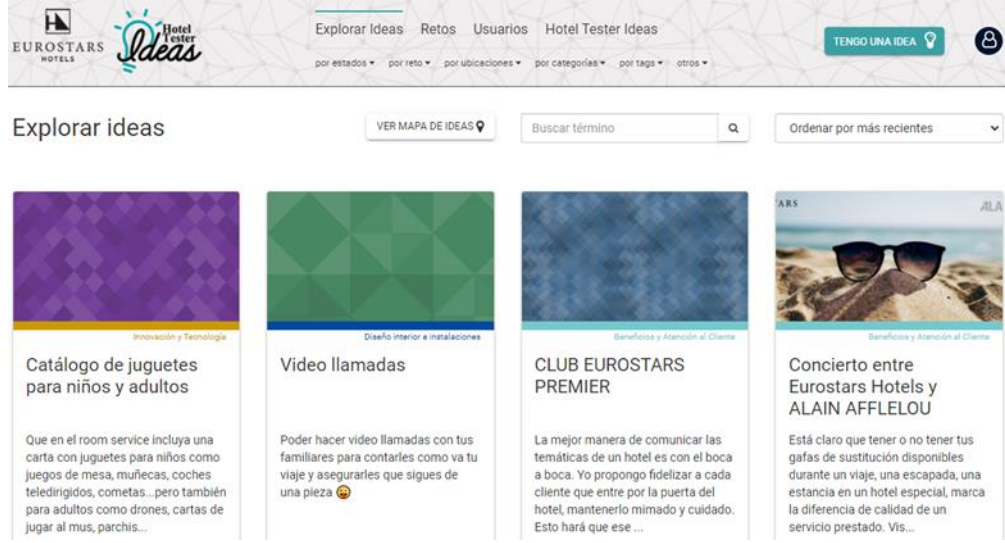 EUROSTARS
HOTELS
Hotel
Tester
Ideas
Explorar Ideas Retos Usuarios Hotel Tester Ideas
por estados por reto por ubicaciones por categorías por tags otros
TENGO UNA IDEA
Explorar ideas
VER MAPA DE IDEAS
Buscar término
Ordenar por más recientes
Innovación y Tecnología
Catálogo de juguetes
para niños y adultos
Que en el room service incluya una
carta con juguetes para niños como
juegos de mesa, muñecas, coches
teledirigidos, cometas...pero también
para adultos como drones, cartas de
jugar al mus, parchis...
Diseño interior e instalaciones
Video llamadas
Poder hacer video llamadas con tus
familiares para contarles como va tu
viaje y asegurarles que sigues de
una pieza 😜
Beneficios y Atención al Cliente
CLUB EUROSTARS
PREMIER
La mejor manera de comunicar las
temáticas de un hotel es con el boca
a boca. Yo propongo fidelizar a cada
cliente que entre por la puerta del
hotel, mantenerlo mimado y cuidado.
Esto hará que ese ...
ARS
ALA
Beneficios y Atención al Cliente
Concierto entre
Eurostars Hotels y
ALAIN AFFLELOU
Está claro que tener o no tener tus
gafas de sustitución disponibles
durante un viaje, una escapada, una
estancia en un hotel especial, marca
la diferencia de calidad de un
servicio prestado. Vis...